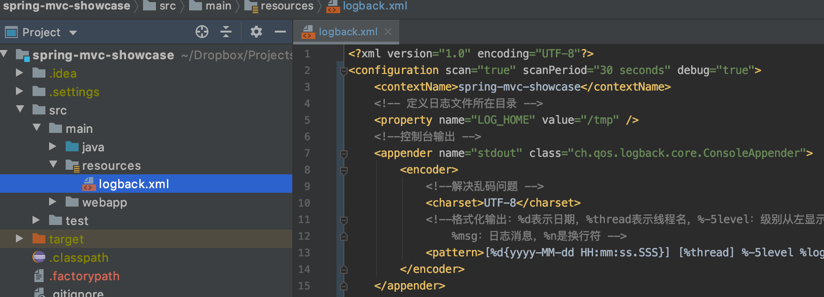 spring-mvc-showcase src main resources logback.xml
Project
logback.xml
spring-mvc-showcase ~/Dropbox/Projects
.idea
.settings
src
main
java
resources
logback.xml
webapp
test
target
.classpath
.factorypath
.gitignore
1 <?xml version="1.0" encoding="UTF-8"?>
2 <configuration scan="true" scanPeriod="30 seconds" debug="true">
3 <contextName>spring-mvc-showcase</contextName>
4 <!-- 定义日志文件所在目录 -->
5 <property name="LOG_HOME" value="/tmp" />
6 <!--控制台输出 -->
7 <appender name="stdout" class="ch.qos.logback.core.ConsoleAppender">
8 <encoder>
9 <!--解决乱码问题 -->
10 <charset>UTF-8</charset>
11 <!--格式化输出：%d表示日期，%thread表示线程名，%-5level：级别从左显示
12 %msg：日志消息，%n是换行符 -->
13 <pattern>[%d{yyyy-MM-dd HH:mm:ss.SSS}] [%thread] %-5level %log
14 </encoder>
15 </appender>